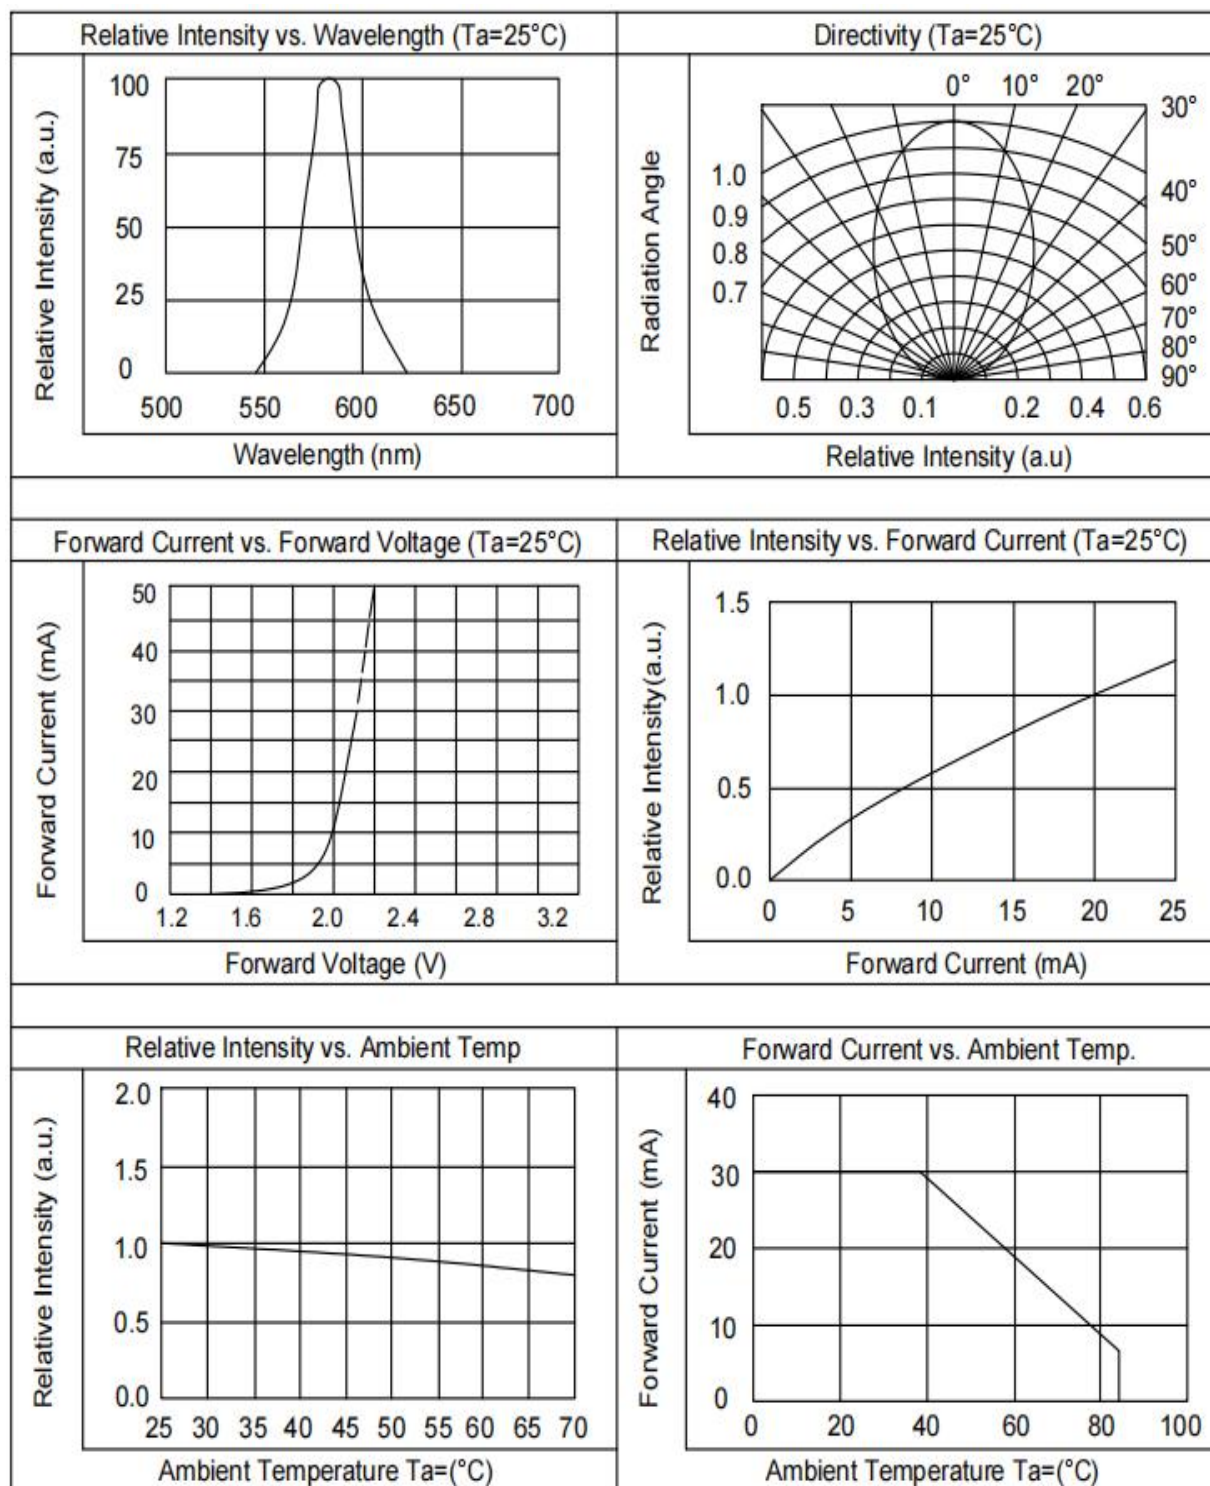 Relative Intensity vs. Wavelength (Ta=25°C)
Relative Intensity (a.u.)
100
75
50
25
0
500 550 600 650 700
Wavelength (nm)
Directivity (Ta=25°C)
Radiation Angle
0° 10° 20°
30°
40°
50°
60°
70°
80°
90°
1.0
0.9
0.8
0.7
0.5 0.3 0.1 0.2 0.4 0.6
Relative Intensity (a.u)
Forward Current vs. Forward Voltage (Ta=25°C)
Forward Current (mA)
50
40
30
20
10
0
1.2 1.6 2.0 2.4 2.8 3.2
Forward Voltage (V)
Relative Intensity vs. Forward Current (Ta=25°C)
Relative Intensity(a.u.)
1.5
1.0
0.5
0.0
0 5 10 15 20 25
Forward Current (mA)
Relative Intensity vs. Ambient Temp
Relative Intensity (a.u.)
2.0
1.5
1.0
0.5
0.0
25 30 35 40 45 50 55 60 65 70
Ambient Temperature Ta=(°C)
Forward Current vs. Ambient Temp.
Forward Current (mA)
40
30
20
10
0
0 20 40 60 80 100
Ambient Temperature Ta=(°C)